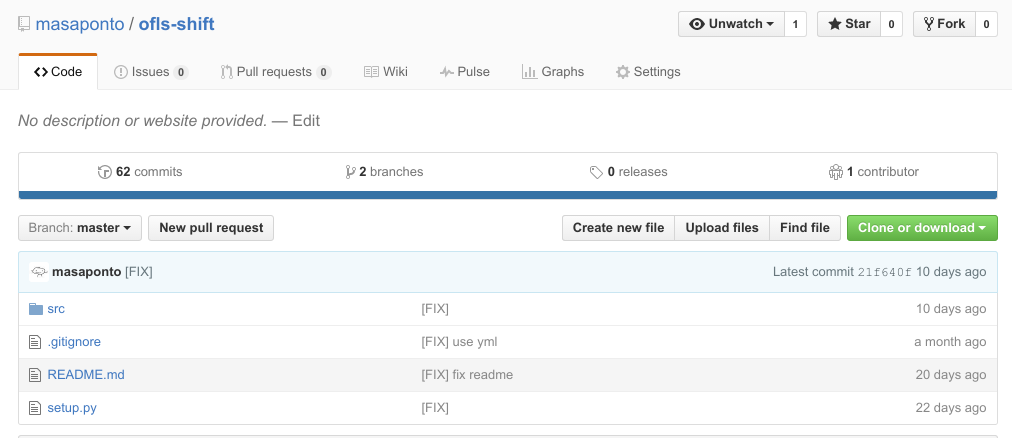 masaponto / ofls-shift
Unwatch 1 Star 0 Fork 0
Code Issues 0 Pull requests 0 Wiki Pulse Graphs Settings
No description or website provided. — Edit
62 commits 2 branches 0 releases 1 contributor
Branch: master New pull request Create new file Upload files Find file Clone or download
masaponto [FIX] Latest commit 21f640f 10 days ago
src [FIX] 10 days ago
.gitignore [FIX] use yml a month ago
README.md [FIX] fix readme 20 days ago
setup.py [FIX] 22 days ago